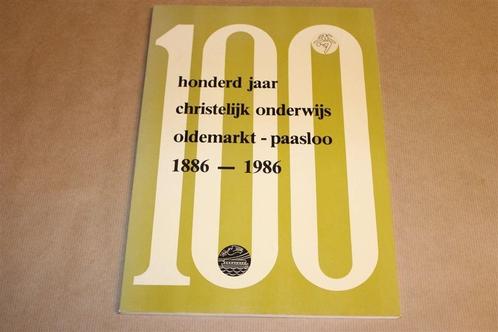 100
honderd jaar
christelijk onderwijs
oldemarkt - paasloo
1886 — 1986